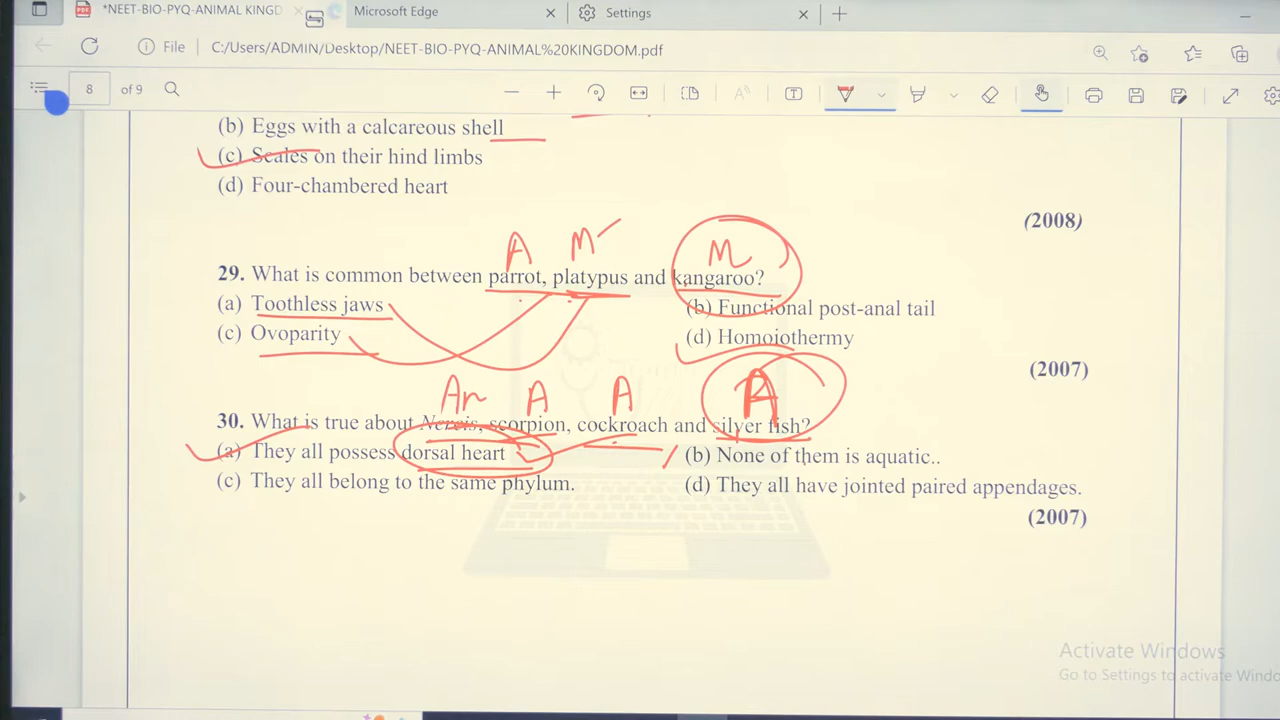 *NEET-BIO-PYQ-ANIMAL KINGD
Microsoft Edge
Settings
File
C:/Users/ADMIN/Desktop/NEET-BIO-PYQ-ANIMAL%20KINGDOM.pdf
8 of 9
(b) Eggs with a calcareous shell
(c) Scales on their hind limbs
(d) Four-chambered heart
(2008)
A M M
29. What is common between parrot, platypus and kangaroo?
(a) Toothless jaws (b) Functional post-anal tail
(c) Ovoparity (d) Homoiothermy
(2007)
An A A A
30. What is true about Nereis, scorpion, cockroach and silver fish?
(a) They all possess dorsal heart (b) None of them is aquatic..
(c) They all belong to the same phylum. (d) They all have jointed paired appendages.
(2007)
Activate Windows
Go to Settings to activate Windo